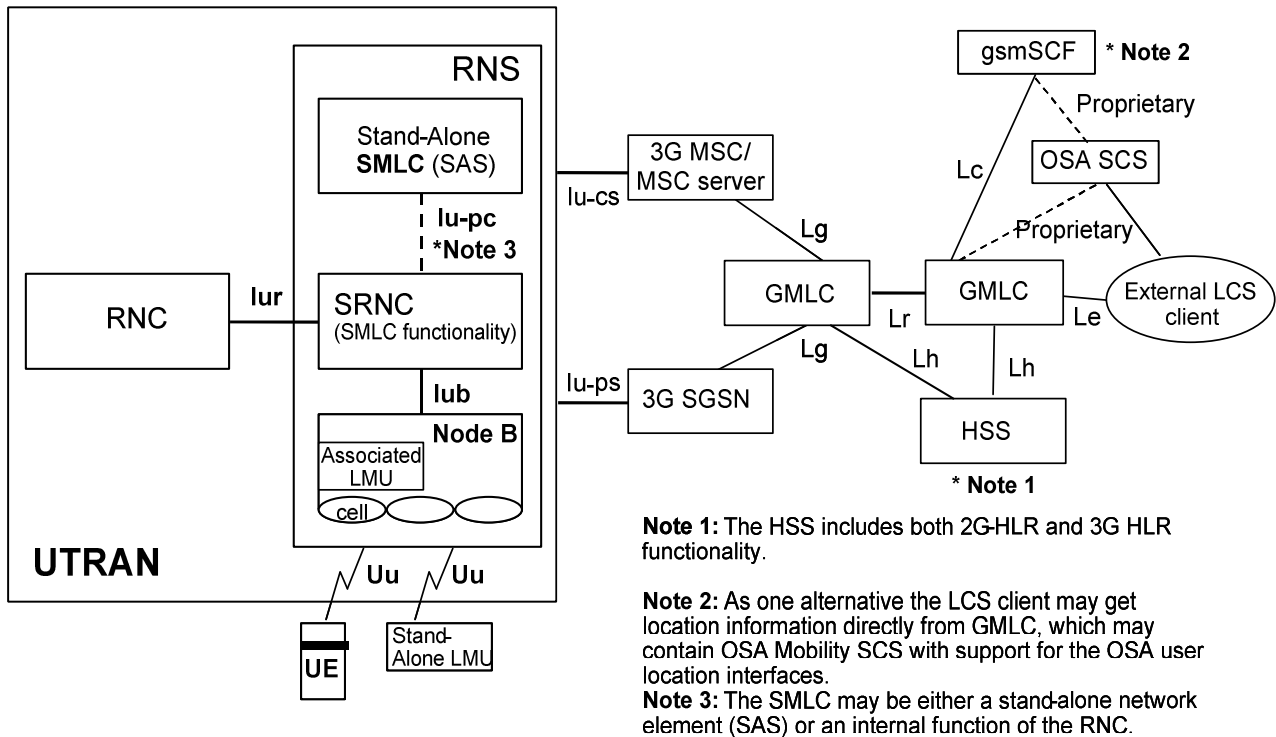 RNS
Stand-Alone
SMLC (SAS)
Iu-pc
*Note 3
RNC
Iur
SRNC
(SMLC functionality)
Iub
Node B
Associated
LMU
cell
UTRAN
Uu
Uu
UE
Stand-
Alone LMU
Iu-cs
Iu-ps
3G MSC/
MSC server
3G SGSN
Lg
Lg
GMLC
Lr
GMLC
Lh
Lh
HSS
* Note 1
Lc
gsmSCF
* Note 2
Proprietary
OSA SCS
Proprietary
Le
External LCS
client
Note 1: The HSS includes both 2G-HLR and 3G HLR
functionality.
Note 2: As one alternative the LCS client may get
location information directly from GMLC, which may
contain OSA Mobility SCS with support for the OSA user
location interfaces.
Note 3: The SMLC may be either a stand-alone network
element (SAS) or an internal function of the RNC.